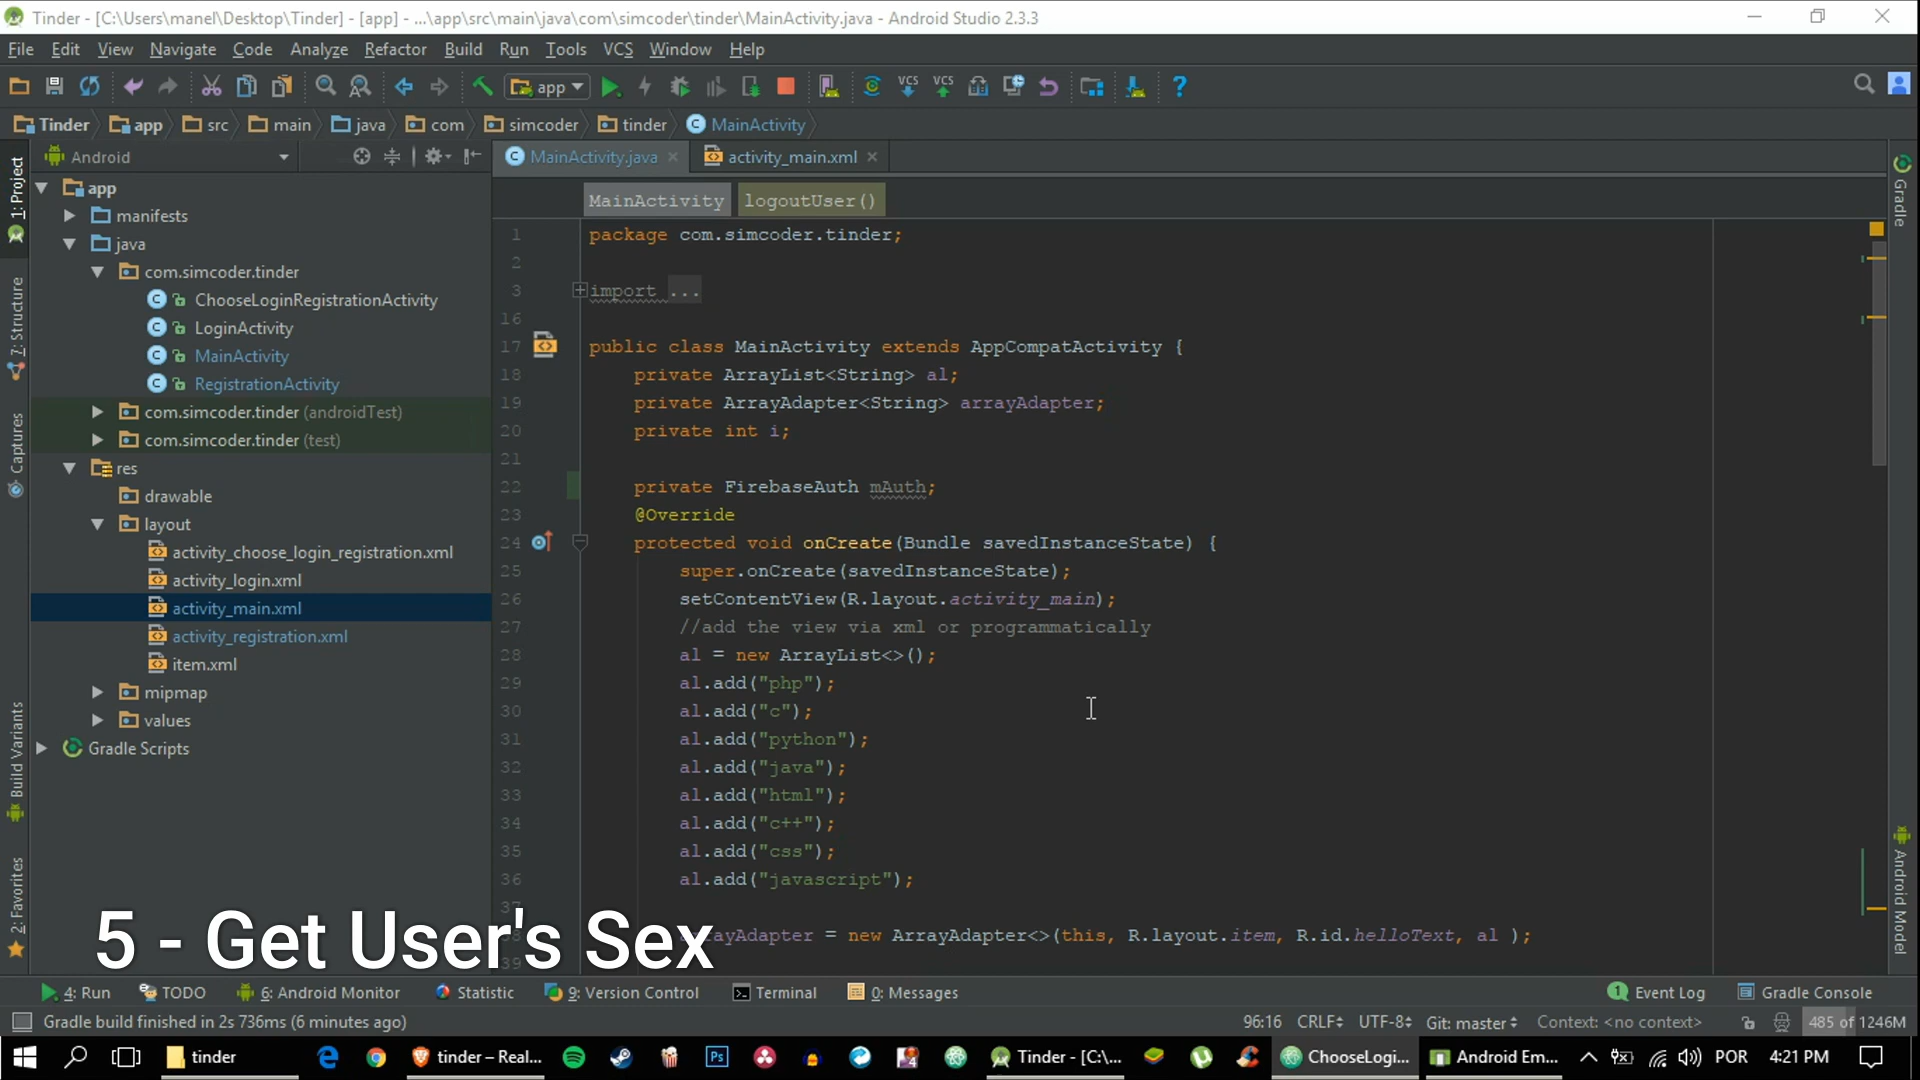 Tinder - [C:\Users\manel\Desktop\Tinder] - [app] - ...\app\src\main\java\com\simcoder\tinder\MainActivity.java - Android Studio 2.3.3
File Edit View Navigate Code Analyze Refactor Build Run Tools VCS Window Help
app
VCS VCS
Tinder app src main java com simcoder tinder MainActivity
Android
MainActivity.java activity_main.xml
MainActivity logoutUser()
1: Project
7: Structure
Captures
Build Variants
2: Favorites
app
manifests
java
com.simcoder.tinder
ChooseLoginRegistrationActivity
LoginActivity
MainActivity
RegistrationActivity
com.simcoder.tinder (androidTest)
com.simcoder.tinder (test)
res
drawable
layout
activity_choose_login_registration.xml
activity_login.xml
activity_main.xml
activity_registration.xml
item.xml
mipmap
values
Gradle Scripts
1 package com.simcoder.tinder;
2
3 import ...
16
17 public class MainActivity extends AppCompatActivity {
18 private ArrayList<String> al;
19 private ArrayAdapter<String> arrayAdapter;
20 private int i;
21
22 private FirebaseAuth mAuth;
23 @Override
24 protected void onCreate(Bundle savedInstanceState) {
25 super.onCreate(savedInstanceState);
26 setContentView(R.layout.activity_main);
27 //add the view via xml or programmatically
28 al = new ArrayList<>();
29 al.add("php");
30 al.add("c");
31 al.add("python");
32 al.add("java");
33 al.add("html");
34 al.add("c++");
35 al.add("css");
36 al.add("javascript");
37
38 arrayAdapter = new ArrayAdapter<>(this, R.layout.item, R.id.helloText, al );
39
5 - Get User's Sex
Gradle
Android Model
4: Run TODO 6: Android Monitor Statistic 9: Version Control Terminal 0: Messages 1 Event Log Gradle Console
Gradle build finished in 2s 736ms (6 minutes ago) 96:16 CRLF UTF-8 Git: master Context: <no context> 485 of 1246M
tinder tinder – Real... Ps Tinder - [C:\... ChooseLogi... Android Em... POR 4:21 PM